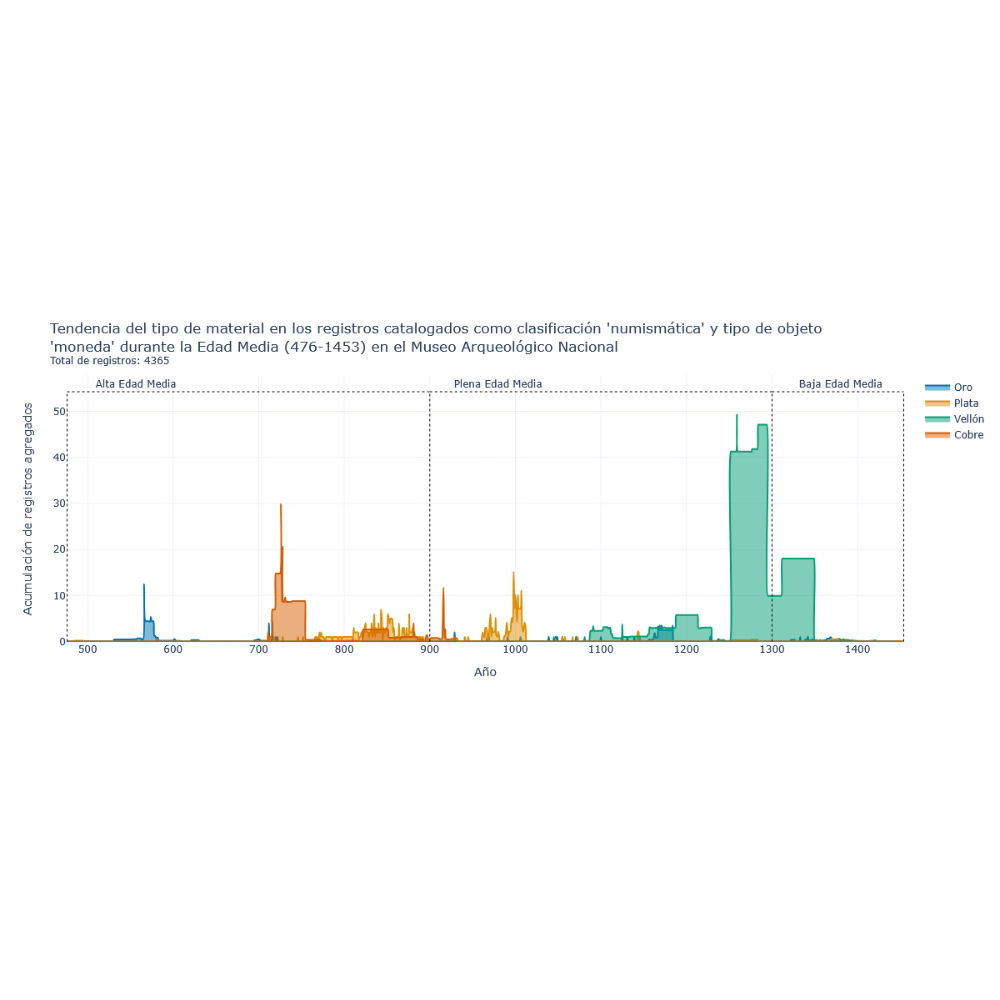 Tendencia del tipo de material en los registros catalogados como clasificación 'numismática' y tipo de objeto
'moneda' durante la Edad Media (476-1453) en el Museo Arqueológico Nacional
Total de registros: 4365
Alta Edad Media
Plena Edad Media
Baja Edad Media
Oro
Plata
Vellón
Cobre
Acumulación de registros agregados
50
40
30
20
10
0
500
600
700
800
900
1000
1100
1200
1300
1400
Año